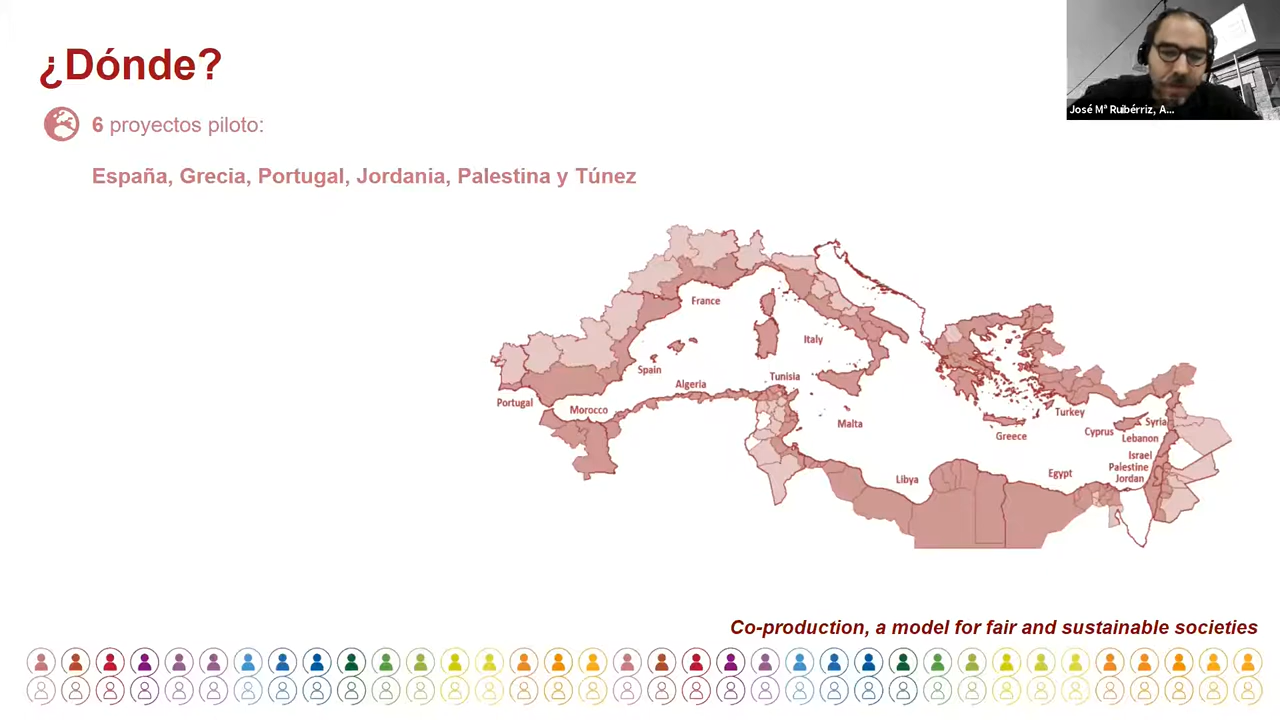 ¿Dónde?
6 proyectos piloto:
España, Grecia, Portugal, Jordania, Palestina y Túnez
José Mª Ruibérriz, A...
France
Italy
Spain
Algeria
Tunisia
Portugal
Morocco
Malta
Turkey
Greece
Cyprus
Syria
Lebanon
Israel
Palestine
Jordan
Libya
Egypt
Co-production, a model for fair and sustainable societies